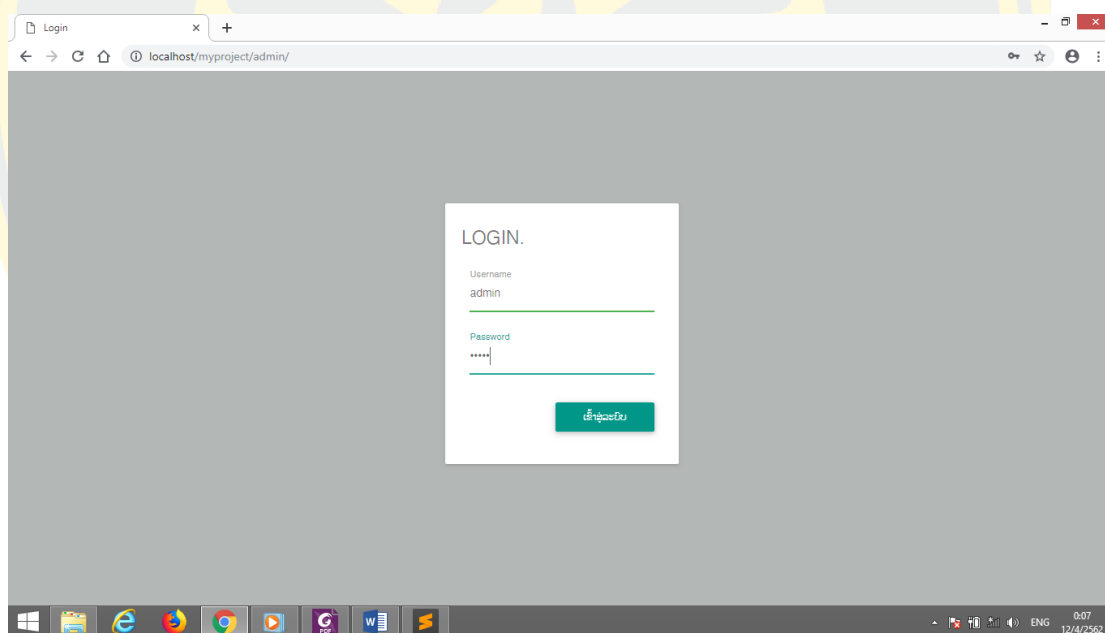 Login
localhost/myproject/admin/
LOGIN.
Username
admin
Password
•••••
ເຂົ້າສູ່ລະບົບ
ENG
0:07
12/4/2562